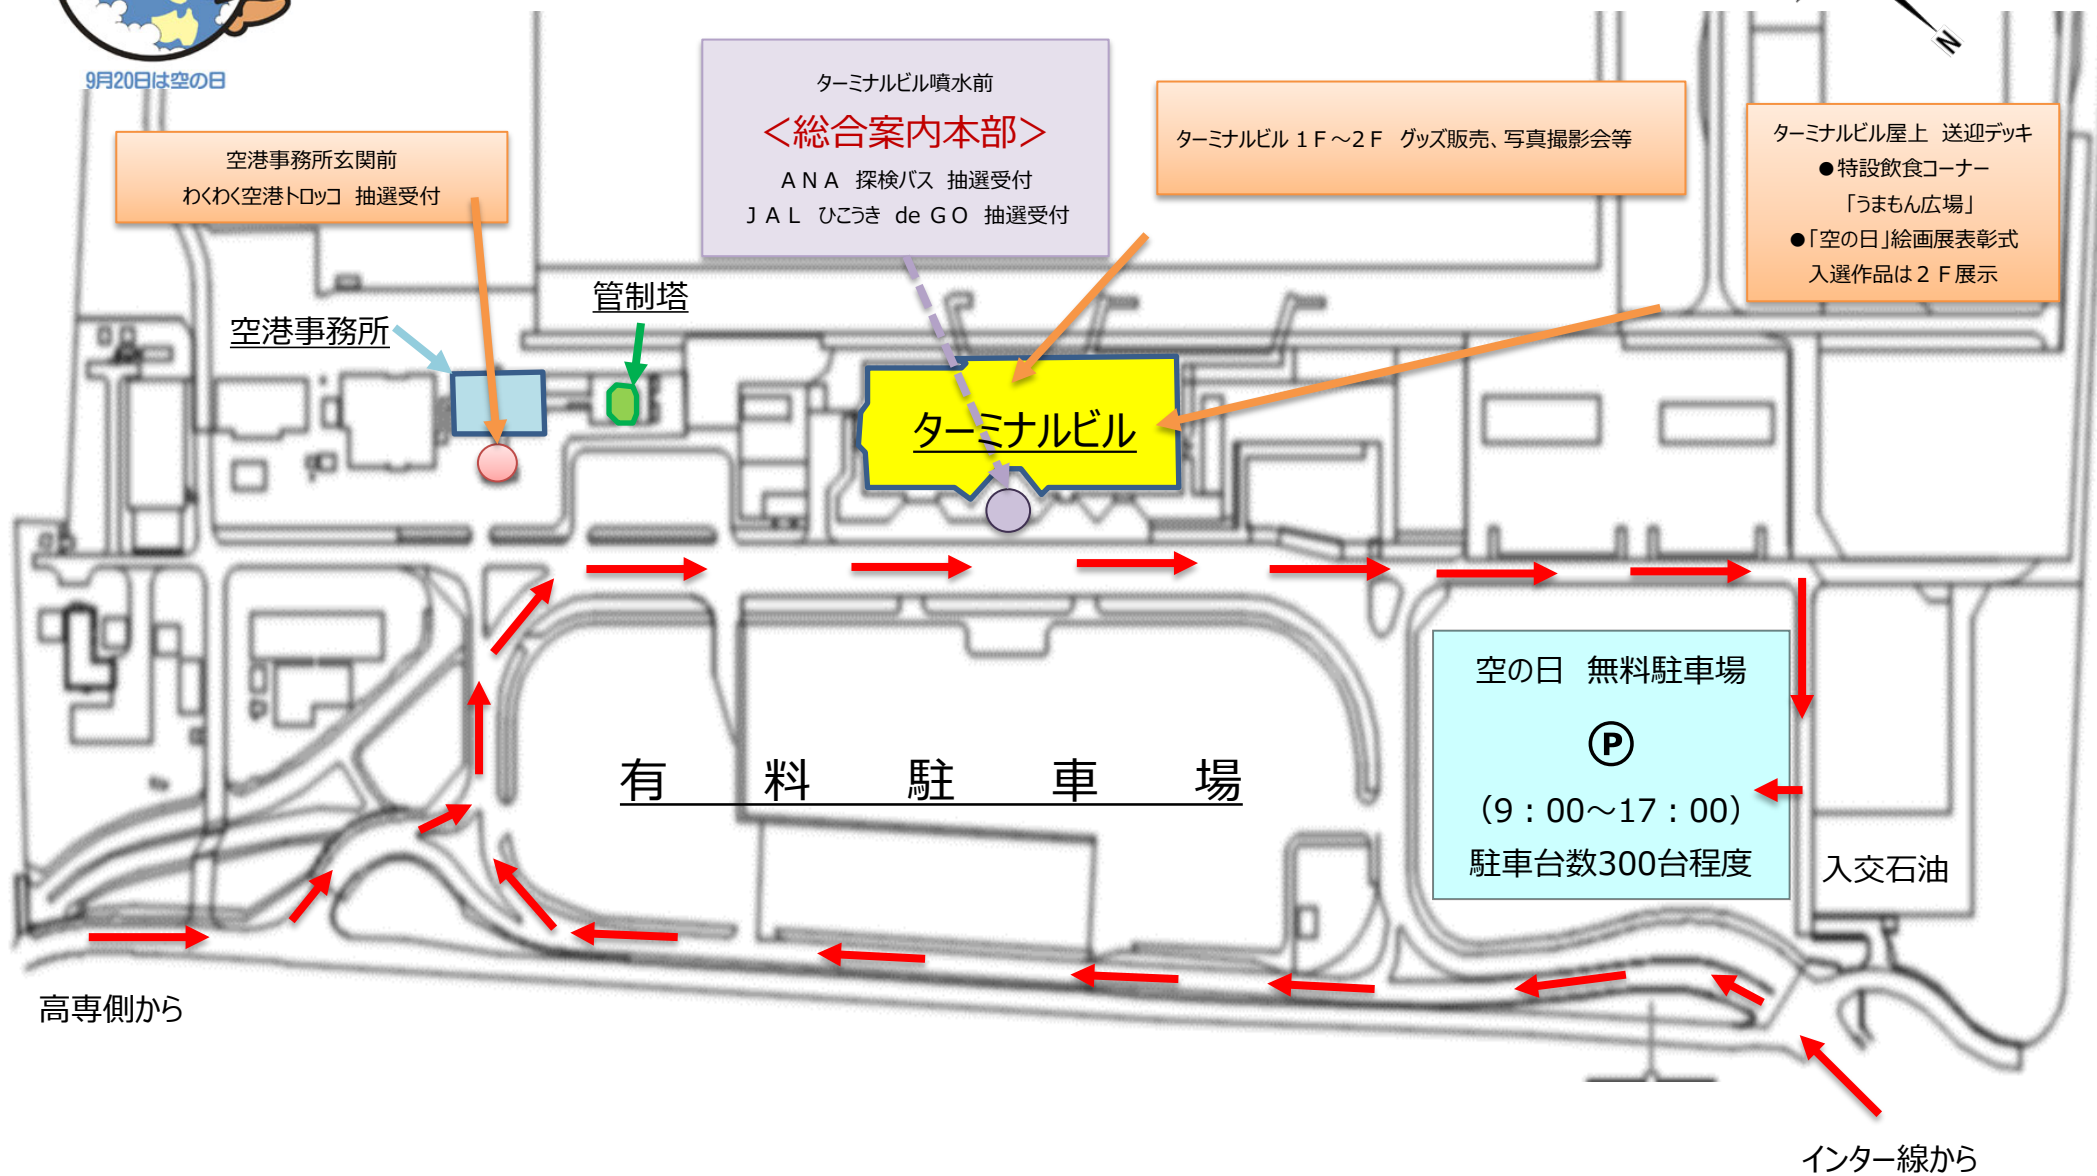 9月20日は空の日
N
ターミナルビル噴水前
＜総合案内本部＞
ＡＮＡ 探検バス 抽選受付
ＪＡＬ ひこうき de ＧＯ 抽選受付
ターミナルビル １Ｆ～２Ｆ グッズ販売、写真撮影会等
ターミナルビル屋上 送迎デッキ
●特設飲食コーナー
「うまもん広場」
●「空の日」絵画展表彰式
入選作品は２Ｆ展示
空港事務所玄関前
わくわく空港トロッコ 抽選受付
管制塔
空港事務所
ターミナルビル
空の日 無料駐車場
Ⓟ
（9：00～17：00）
駐車台数300台程度
有料駐車場
入交石油
高専側から
インター線から